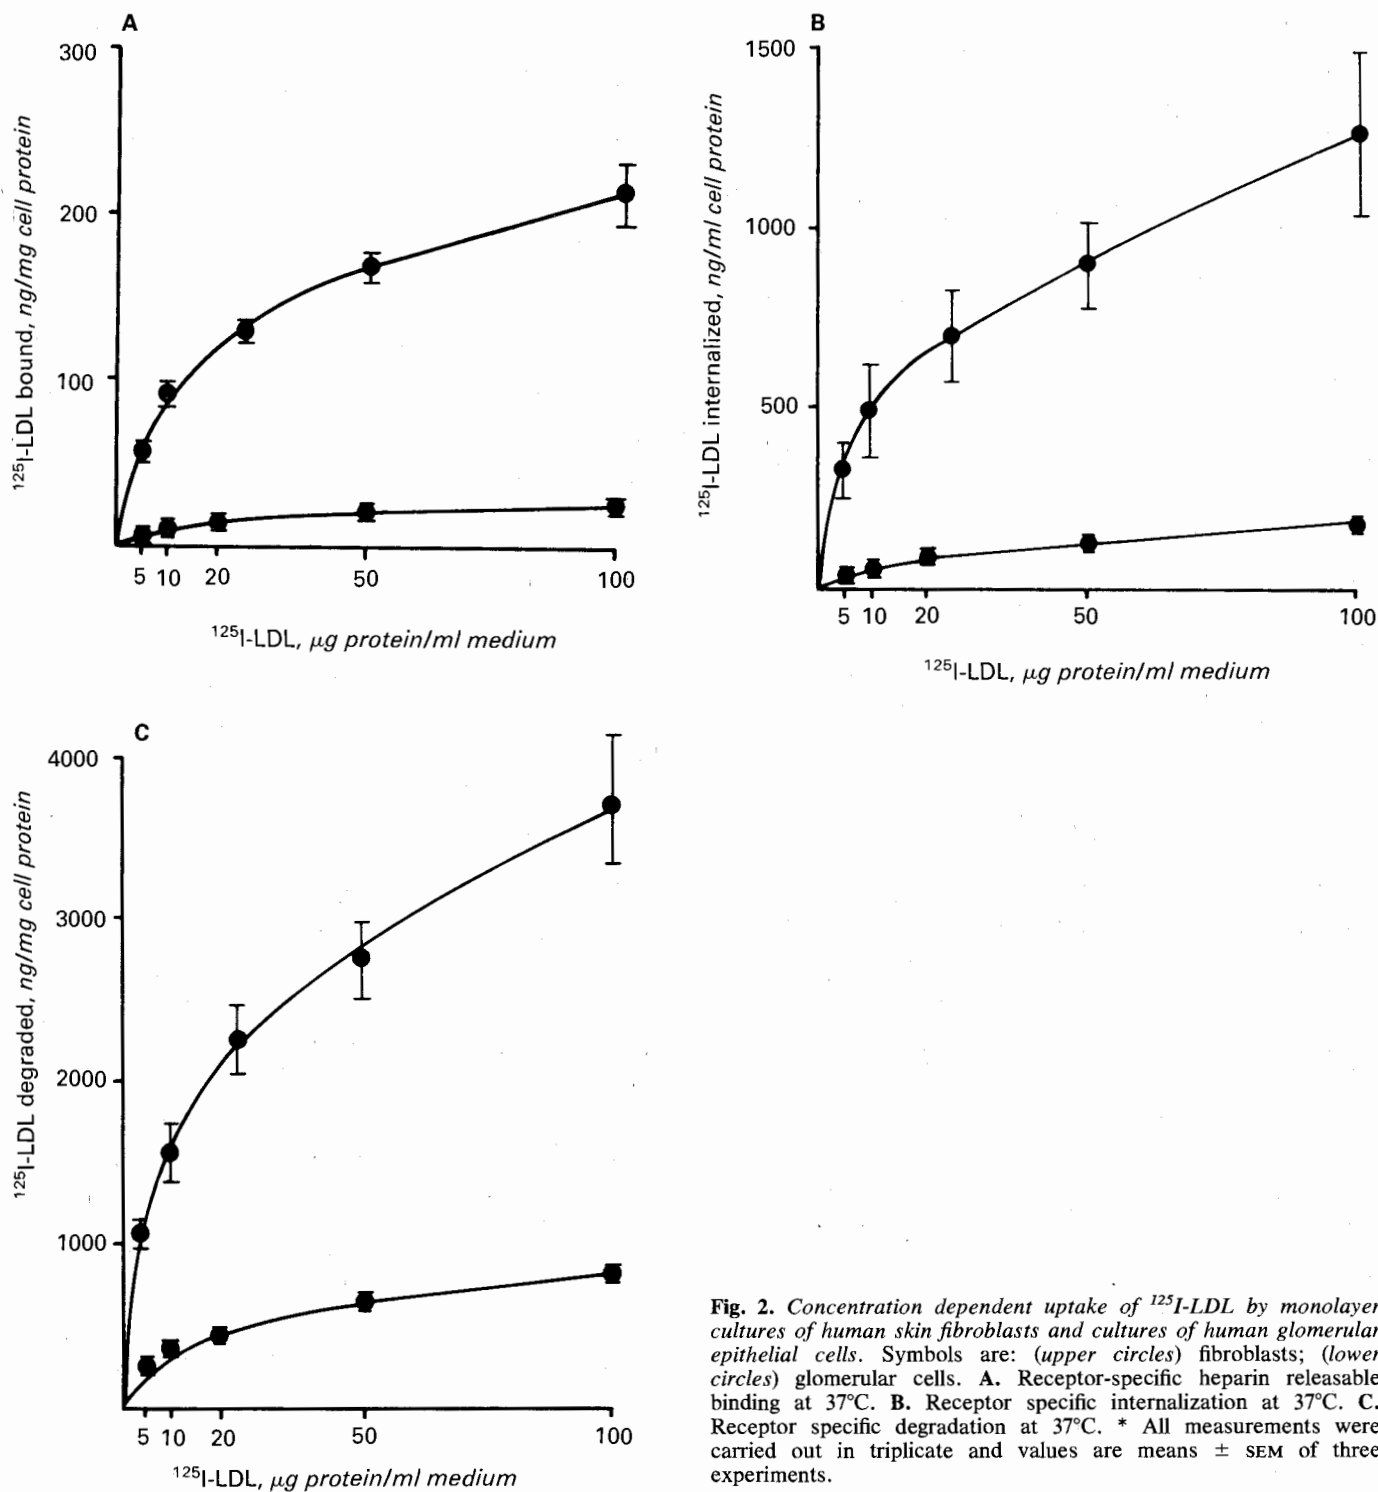 A
300
200
100
5 10 20 50 100
¹²⁵I-LDL bound, ng/mg cell protein
¹²⁵I-LDL, μg protein/ml medium
B
1500
1000
500
5 10 20 50 100
¹²⁵I-LDL internalized, ng/ml cell protein
¹²⁵I-LDL, μg protein/ml medium
C
4000
3000
2000
1000
5 10 20 50 100
¹²⁵I-LDL degraded, ng/mg cell protein
¹²⁵I-LDL, μg protein/ml medium
Fig. 2. Concentration dependent uptake of ¹²⁵I-LDL by monolayer
cultures of human skin fibroblasts and cultures of human glomerular
epithelial cells. Symbols are: (upper circles) fibroblasts; (lower
circles) glomerular cells. A. Receptor-specific heparin releasable
binding at 37°C. B. Receptor specific internalization at 37°C. C.
Receptor specific degradation at 37°C. * All measurements were
carried out in triplicate and values are means ± SEM of three
experiments.